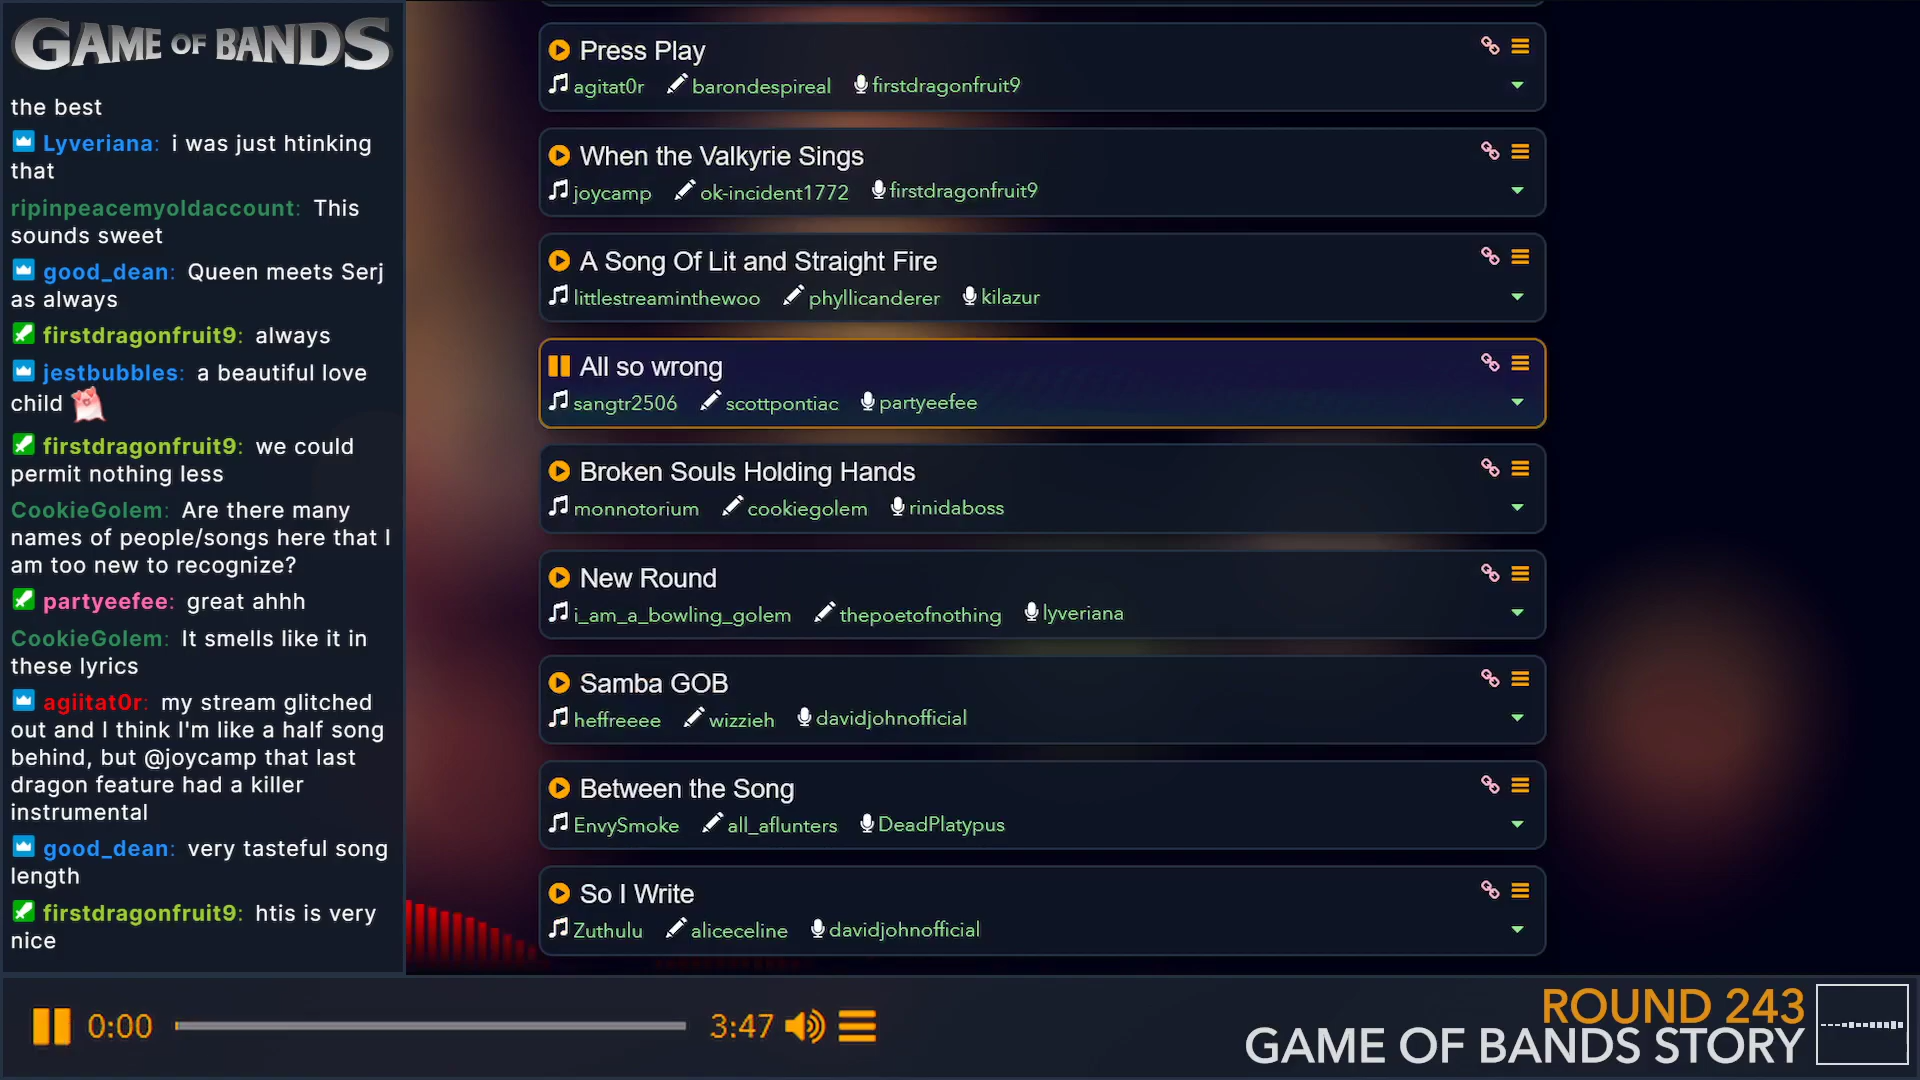 GAME OF BANDS
the best
Lyveriana: i was just htinking
that
ripinpeacemyoldaccount: This
sounds sweet
good_dean: Queen meets Serj
as always
firstdragonfruit9: always
jestbubbles: a beautiful love
child
firstdragonfruit9: we could
permit nothing less
CookieGolem: Are there many
names of people/songs here that I
am too new to recognize?
partyeefee: great ahhh
CookieGolem: It smells like it in
these lyrics
agiitat0r: my stream glitched
out and I think I'm like a half song
behind, but @joycamp that last
dragon feature had a killer
instrumental
good_dean: very tasteful song
length
firstdragonfruit9: htis is very
nice
Press Play
agitat0r barondespireal firstdragonfruit9
When the Valkyrie Sings
joycamp ok-incident1772 firstdragonfruit9
A Song Of Lit and Straight Fire
littlestreaminthewoo phyllicanderer kilazur
All so wrong
sangtr2506 scottpontiac partyeefee
Broken Souls Holding Hands
monnotorium cookiegolem rinidaboss
New Round
i_am_a_bowling_golem thepoetofnothing lyveriana
Samba GOB
heffreeee wizzieh davidjohnofficial
Between the Song
EnvySmoke all_aflunters DeadPlatypus
So I Write
Zuthulu aliceceline davidjohnofficial
0:00 3:47
ROUND 243
GAME OF BANDS STORY